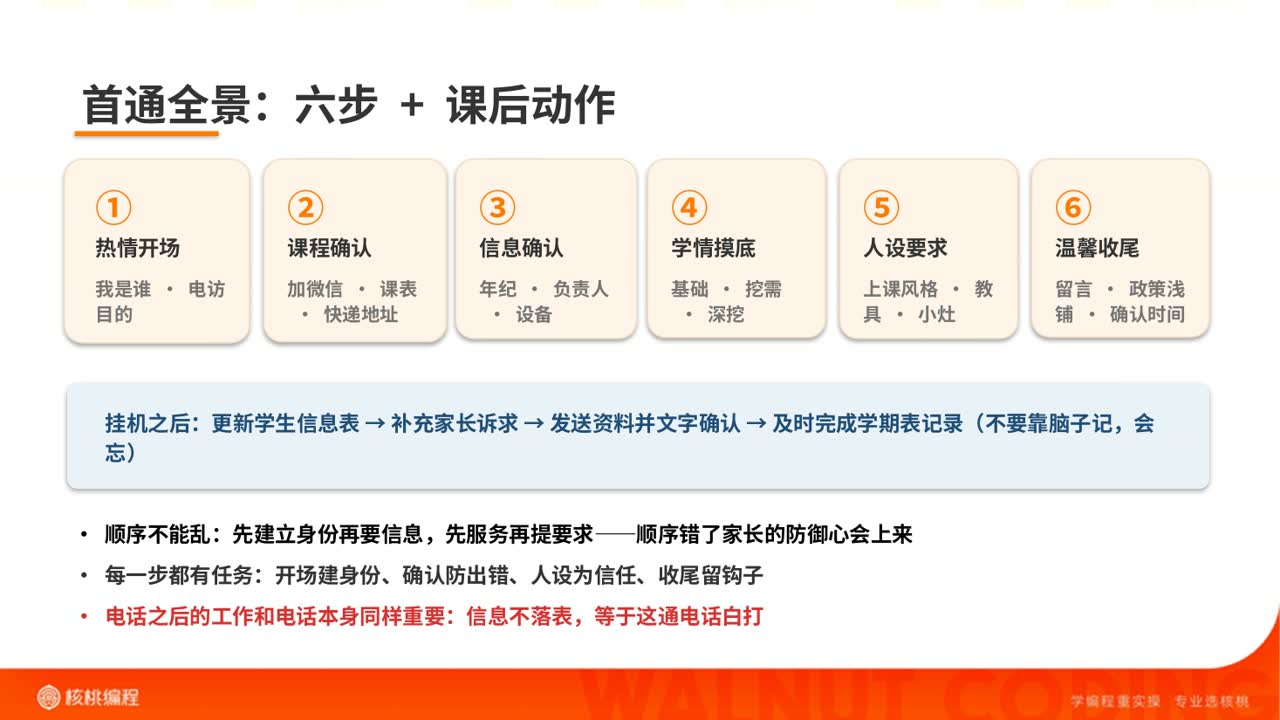 首通全景：六步 + 课后动作
①
热情开场
我是谁 • 电访
目的
②
课程确认
加微信 • 课表
• 快递地址
③
信息确认
年纪 • 负责人
• 设备
④
学情摸底
基础 • 挖需
• 深挖
⑤
人设要求
上课风格 • 教
具 • 小灶
⑥
温馨收尾
留言 • 政策浅
铺 • 确认时间
挂机之后：更新学生信息表 → 补充家长诉求 → 发送资料并文字确认 → 及时完成学期表记录（不要靠脑子记，会
忘）
• 顺序不能乱：先建立身份再要信息，先服务再提要求——顺序错了家长的防御心会上来
• 每一步都有任务：开场建身份、确认防出错、人设为信任、收尾留钩子
• 电话之后的工作和电话本身同样重要：信息不落表，等于这通电话白打
核桃编程
WALNUT CODING
学编程重实操 专业选核桃